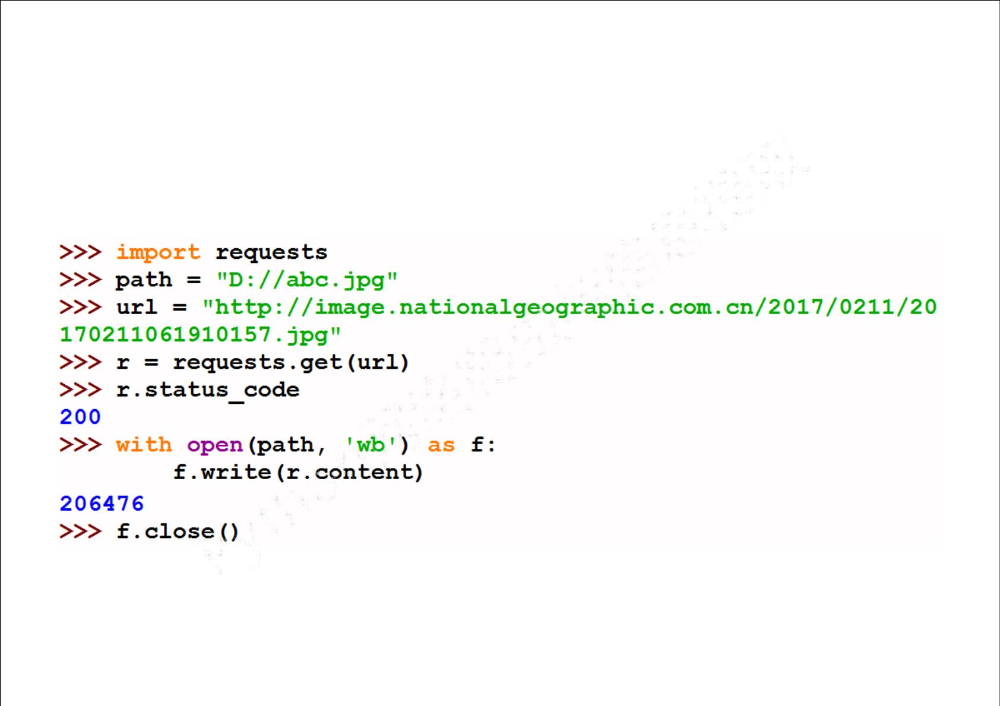 >>> import requests
>>> path = "D://abc.jpg"
>>> url = "http://image.nationalgeographic.com.cn/2017/0211/20
170211061910157.jpg"
>>> r = requests.get(url)
>>> r.status_code
200
>>> with open(path, 'wb') as f:
        f.write(r.content)
206476
>>> f.close()